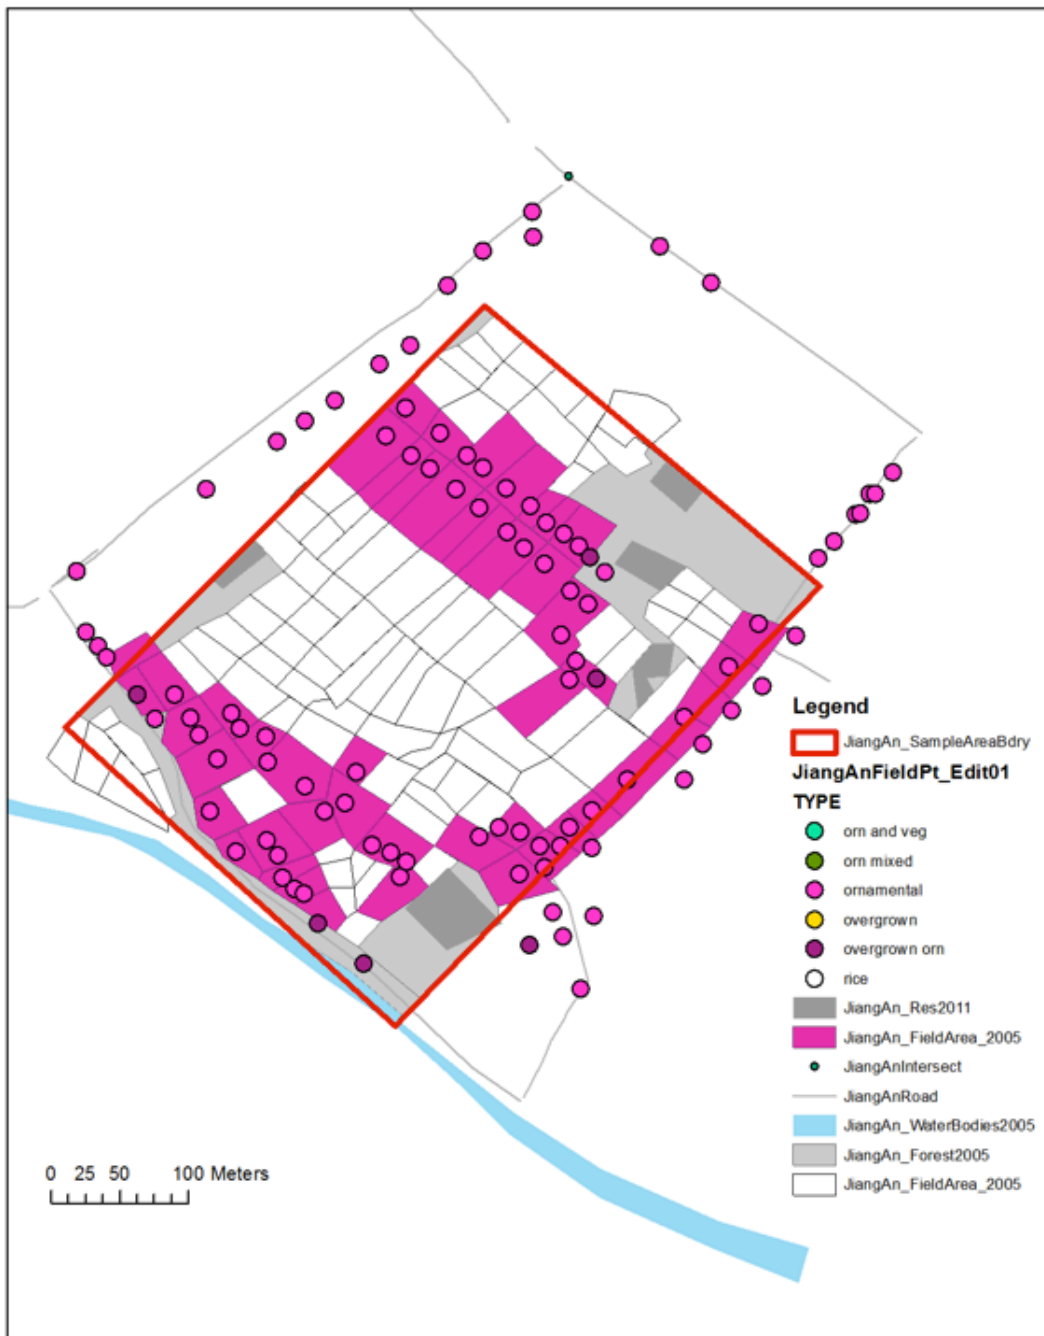 Legend
JiangAn_SampleAreaBdry
JiangAnFieldPt_Edit01
TYPE
orn and veg
orn mixed
ornamental
overgrown
overgrown orn
rice
JiangAn_Res2011
JiangAn_FieldArea_2005
JiangAnIntersect
JiangAnRoad
JiangAn_WaterBodies2005
JiangAn_Forest2005
JiangAn_FieldArea_2005
0 25 50 100 Meters